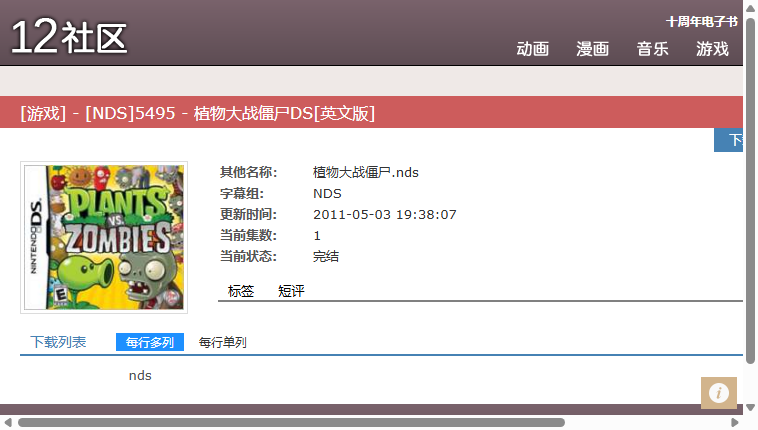 12社区
十周年电子书
动画 漫画 音乐 游戏
[游戏] - [NDS]5495 - 植物大战僵尸DS[英文版]
下
其他名称: 植物大战僵尸.nds
字幕组: NDS
更新时间: 2011-05-03 19:38:07
当前集数: 1
当前状态: 完结
标签 短评
NINTENDO DS
PLANTS
VS.
ZOMBIES
E
下载列表 每行多列 每行单列
nds
i